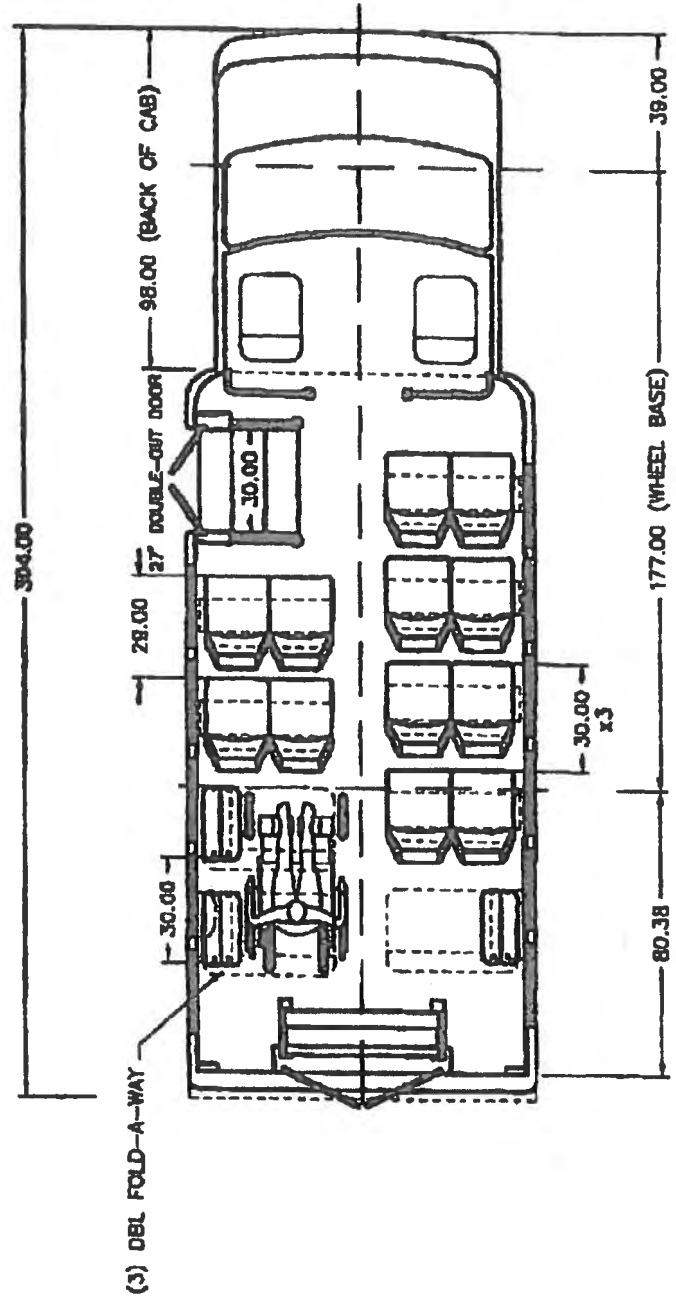 304.00
98.00 (BACK OF CAB)
27" DOUBLE-OUT DOOR
30.00
29.00
30.00
(3) DBL FOLD-A-WAY
39.00
177.00 (WHEEL BASE)
30.00
x3
80.38